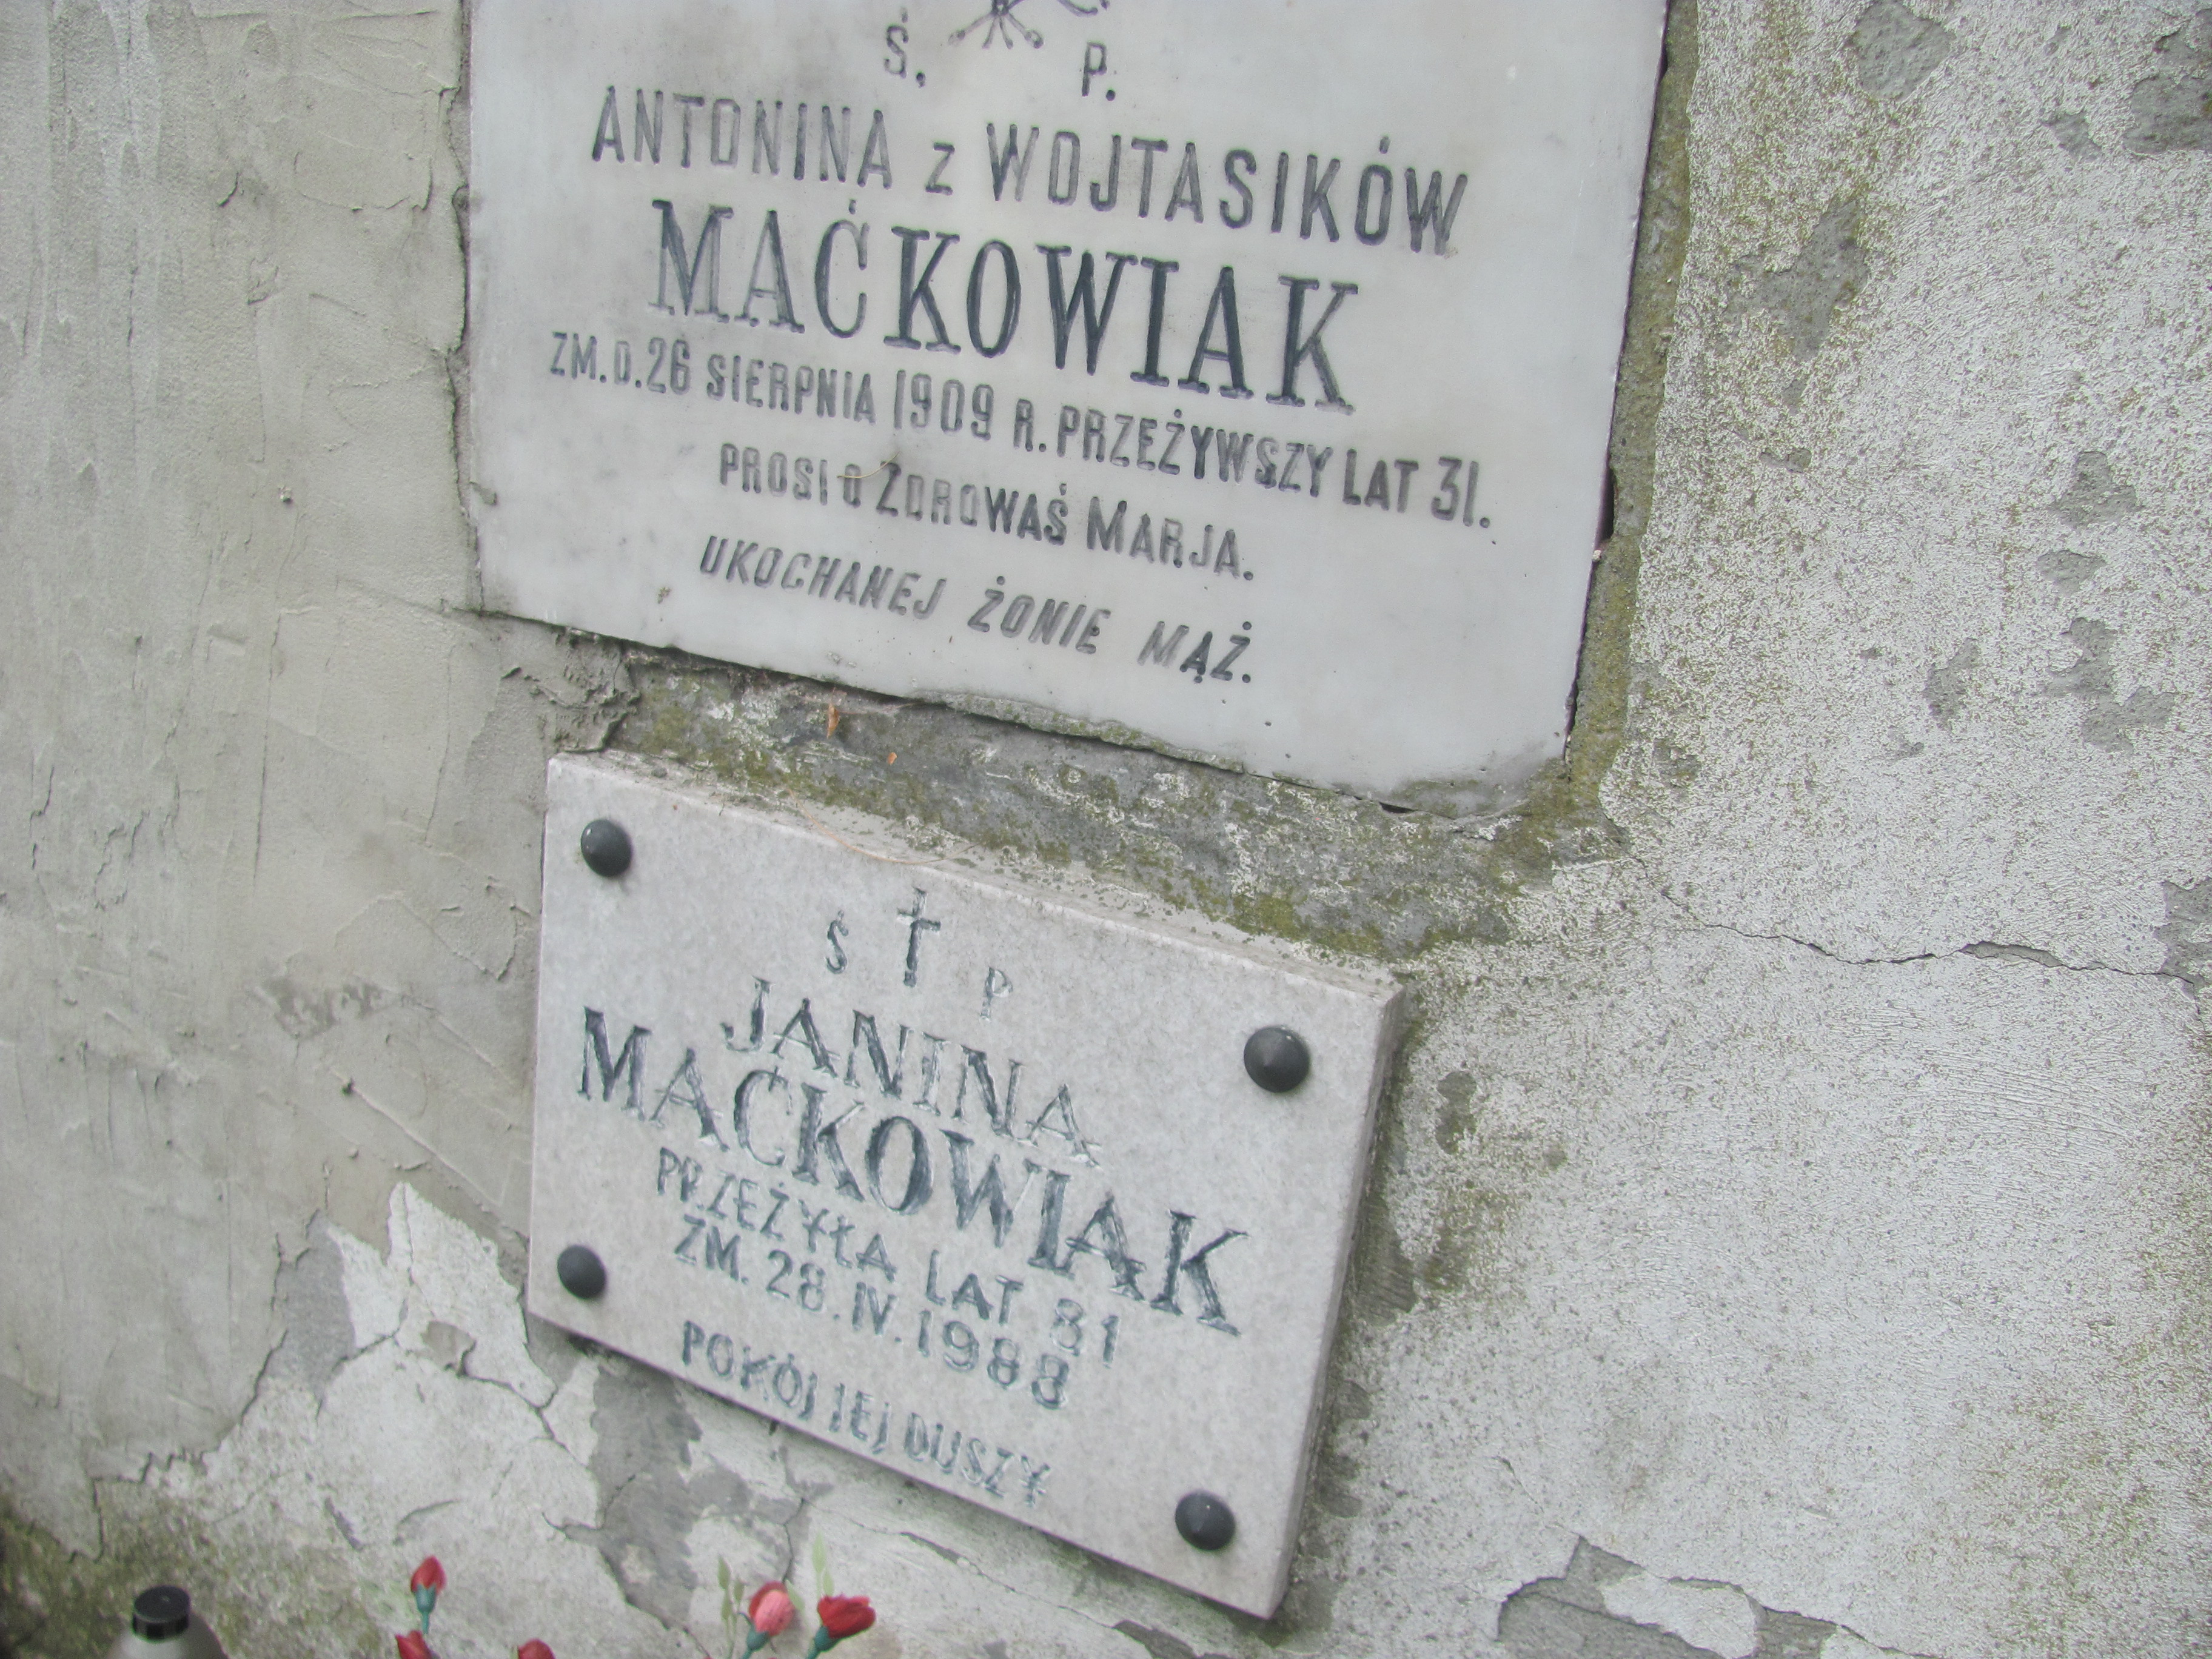 Ś. P.
ANTONINA z WOJTASIKÓW
MAĆKOWIAK
ZM. D. 26 SIERPNIA 1909 R. PRZEŻYWSZY LAT 31.
PROSI O ZDROWAŚ MARJA.
UKOCHANEJ ŻONIE MĄŻ.
Ś P
JANINA
MAĆKOWIAK
PRZEŻYŁA LAT 81
ZM. 28.IV.1988
POKÓJ JEJ DUSZY